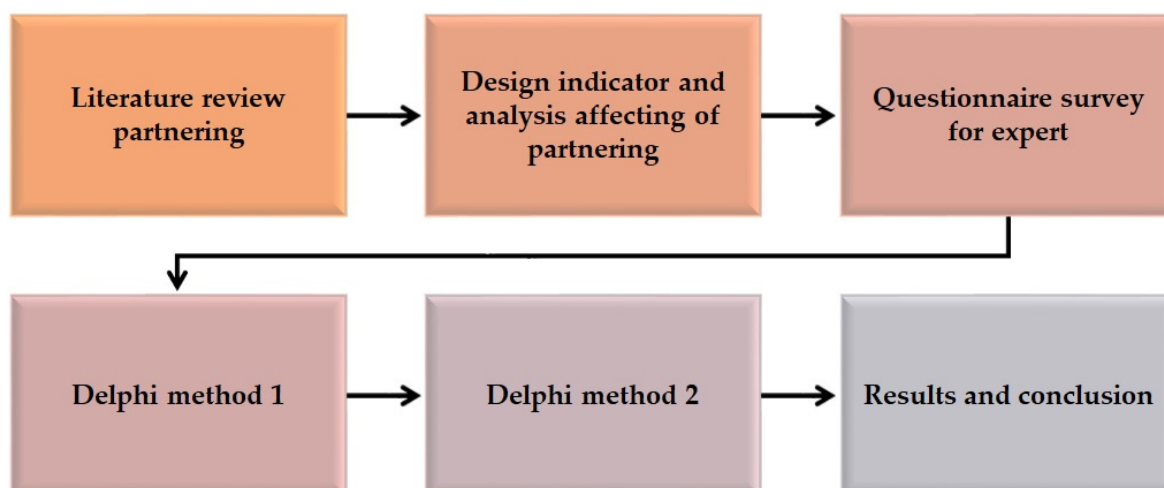 Literature review
partnering
Design indicator and
analysis affecting of
partnering
Questionnaire survey
for expert
Delphi method 1
Delphi method 2
Results and conclusion